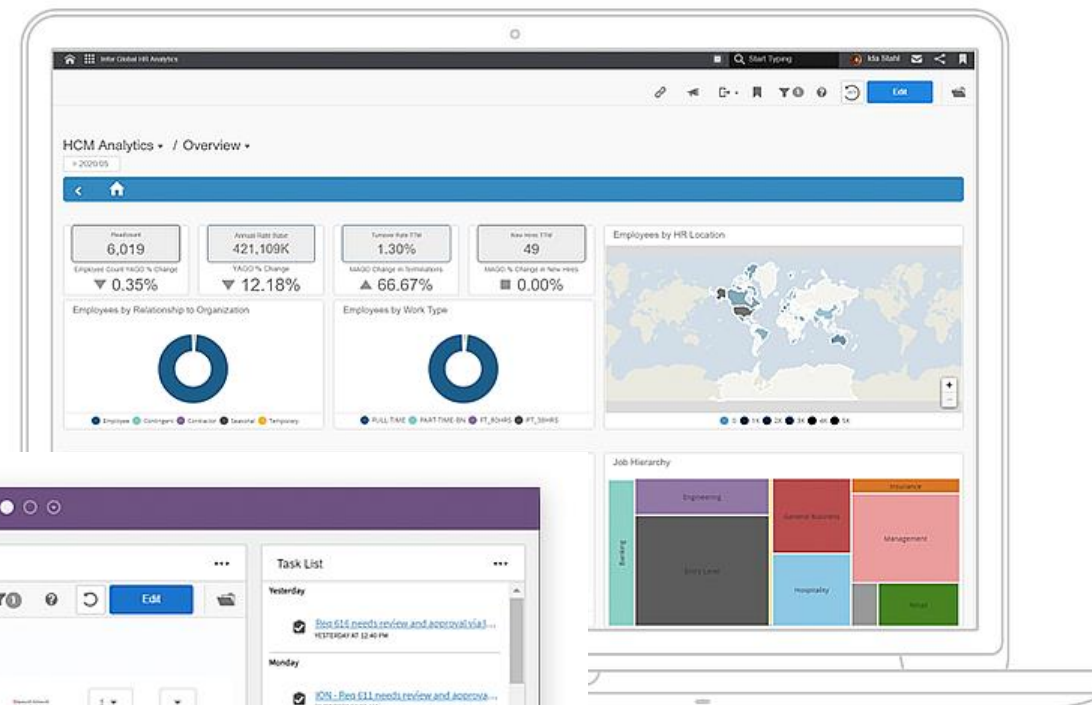 Infor Global HR Analytics
Start Typing
Ida Stahl
Edit
HCM Analytics / Overview
> 2020/05
Headcount
6,019
Employee Count YAGO % Change
▼ 0.35%
Annual Rate Base
421,109K
YAGO % Change
▼ 12.18%
Turnover Rate TTM
1.30%
MAGO Change in Terminations
▲ 66.67%
New Hires TTM
49
MAGO % Change in New Hires
0.00%
Employees by HR Location
+
-
0 1K 2K 3K 4K 5K
Employees by Relationship to Organization
Employee Contingent Contractor Seasonal Temporary
Employees by Work Type
FULL-TIME PART-TIME-BN
Job Hierarchy
Banking
Engineering
Entry Level
General Business
Hospitality
Insurance
Management
Retail
Edit
Task List
Yesterday
Req 616 needs review and approval via I...
YESTERDAY AT 12:40 PM
Monday
ION - Req 611 needs review and approva...